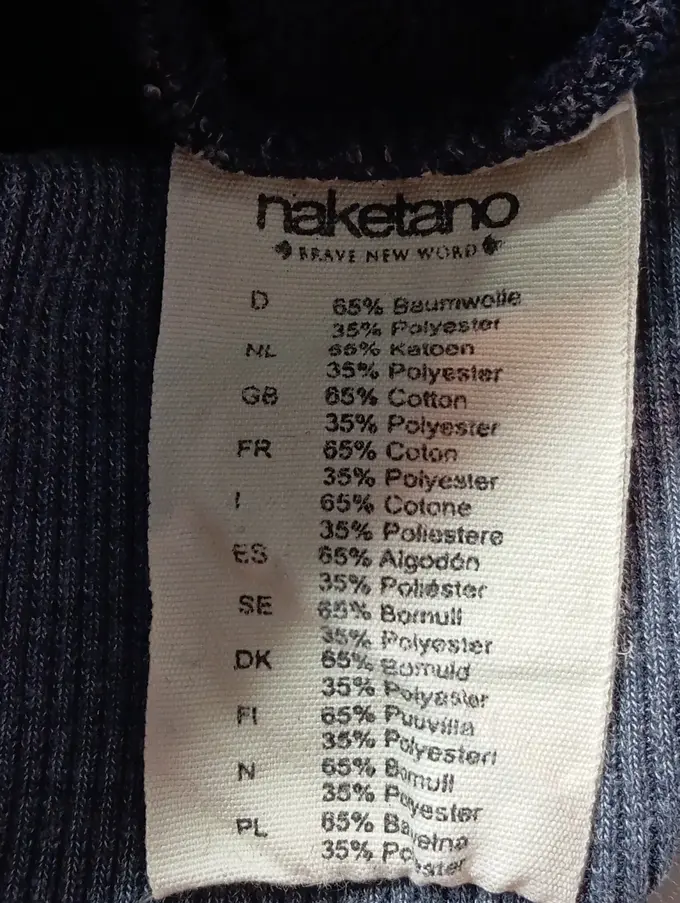 naketano
BRAVE NEW WORD
D 65% Baumwolle
35% Polyester
NL 65% Katoen
35% Polyester
GB 65% Cotton
35% Polyester
FR 65% Coton
35% Polyester
I 65% Cotone
35% Poliestere
ES 65% Algodón
35% Poliéster
SE 65% Bomull
35% Polyester
DK 65% Bomuld
35% Polyester
FI 65% Puuvilla
35% Polyesteri
N 65% Bomull
35% Polyester
PL 65% Bawełna
35% Poliester